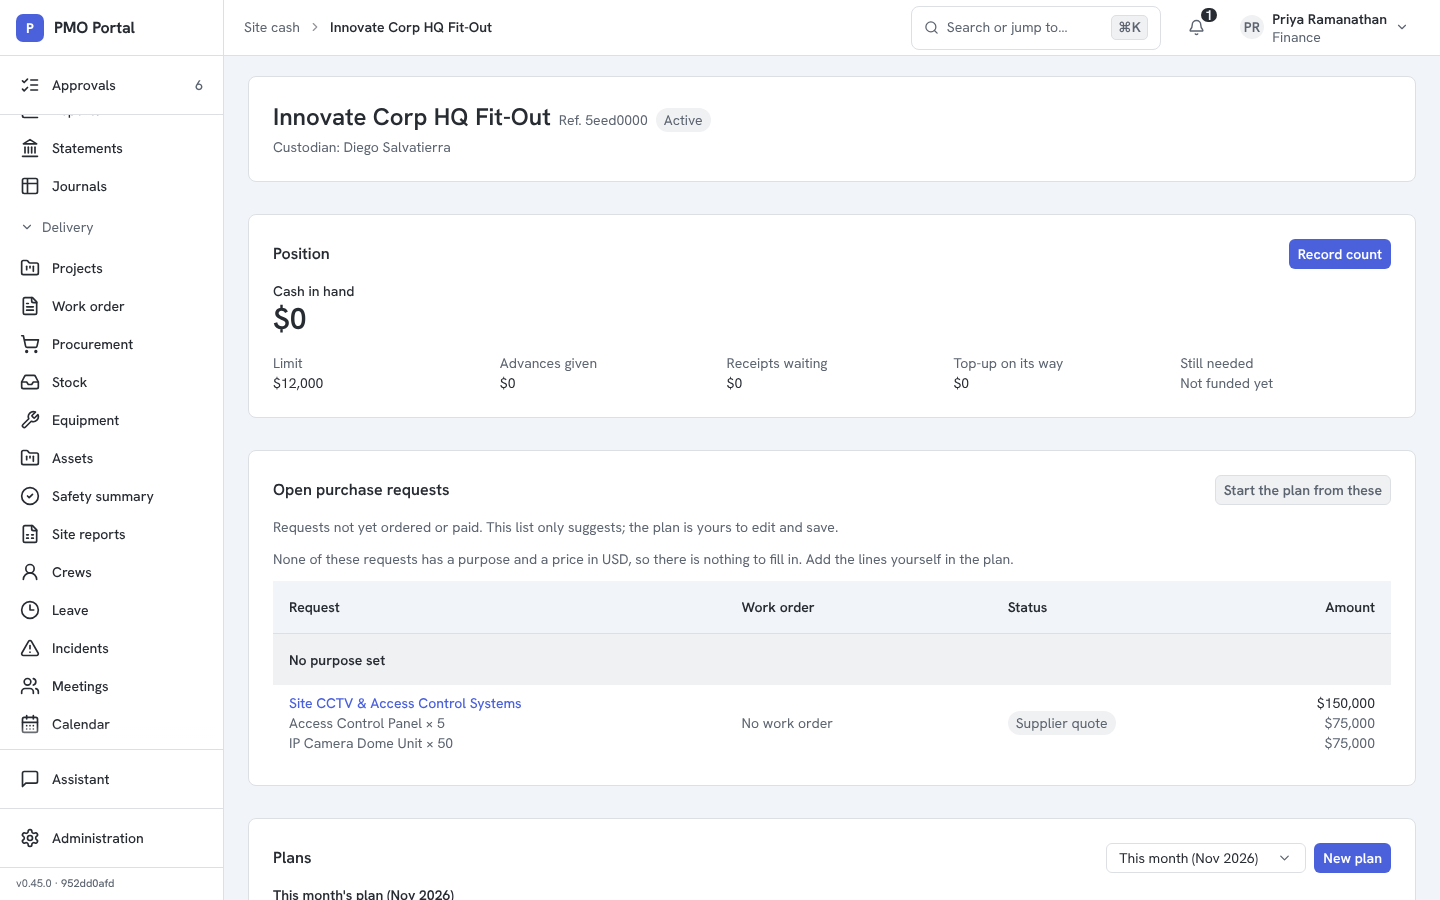 P PMO Portal
Site cash > Innovate Corp HQ Fit-Out
Search or jump to... ⌘K
1
PR
Priya Ramanathan
Finance
Approvals 6
Statements
Journals
Delivery
Projects
Work order
Procurement
Stock
Equipment
Assets
Safety summary
Site reports
Crews
Leave
Incidents
Meetings
Calendar
Assistant
Administration
v0.45.0 · 952dd0afd
Innovate Corp HQ Fit-Out Ref. 5eed0000 Active
Custodian: Diego Salvatierra
Position Record count
Cash in hand
$0
Limit Advances given Receipts waiting Top-up on its way Still needed
$12,000 $0 $0 $0 Not funded yet
Open purchase requests Start the plan from these
Requests not yet ordered or paid. This list only suggests; the plan is yours to edit and save.
None of these requests has a purpose and a price in USD, so there is nothing to fill in. Add the lines yourself in the plan.
Request Work order Status Amount
No purpose set
Site CCTV & Access Control Systems $150,000
Access Control Panel × 5 No work order Supplier quote $75,000
IP Camera Dome Unit × 50 $75,000
Plans This month (Nov 2026) New plan
This month's plan (Nov 2026)